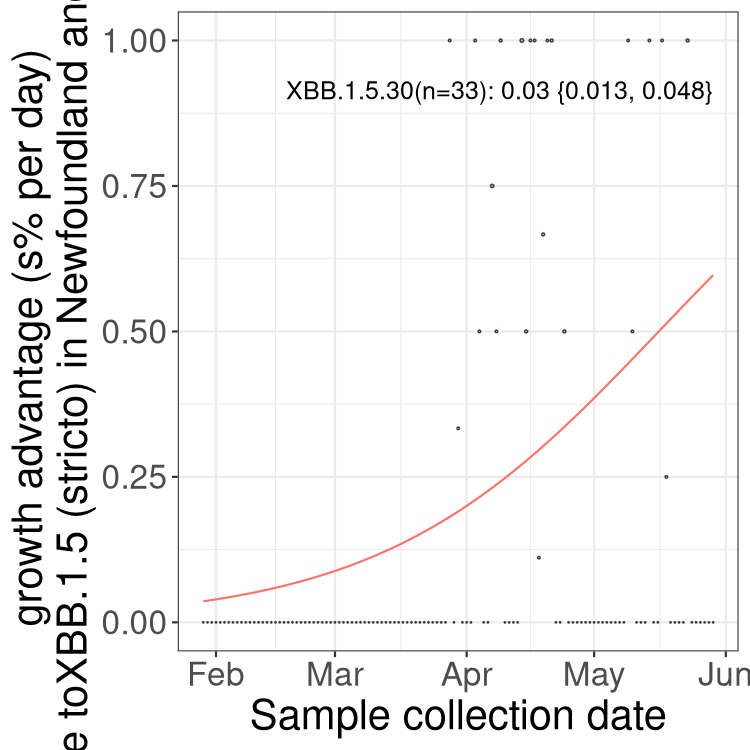 growth advantage (s% per day)
toXBB.1.5 (stricto) in Newfoundland
1.00
0.75
0.50
0.25
0.00
XBB.1.5.30(n=33): 0.03 {0.013, 0.048}
Feb Mar Apr May Jun
Sample collection date